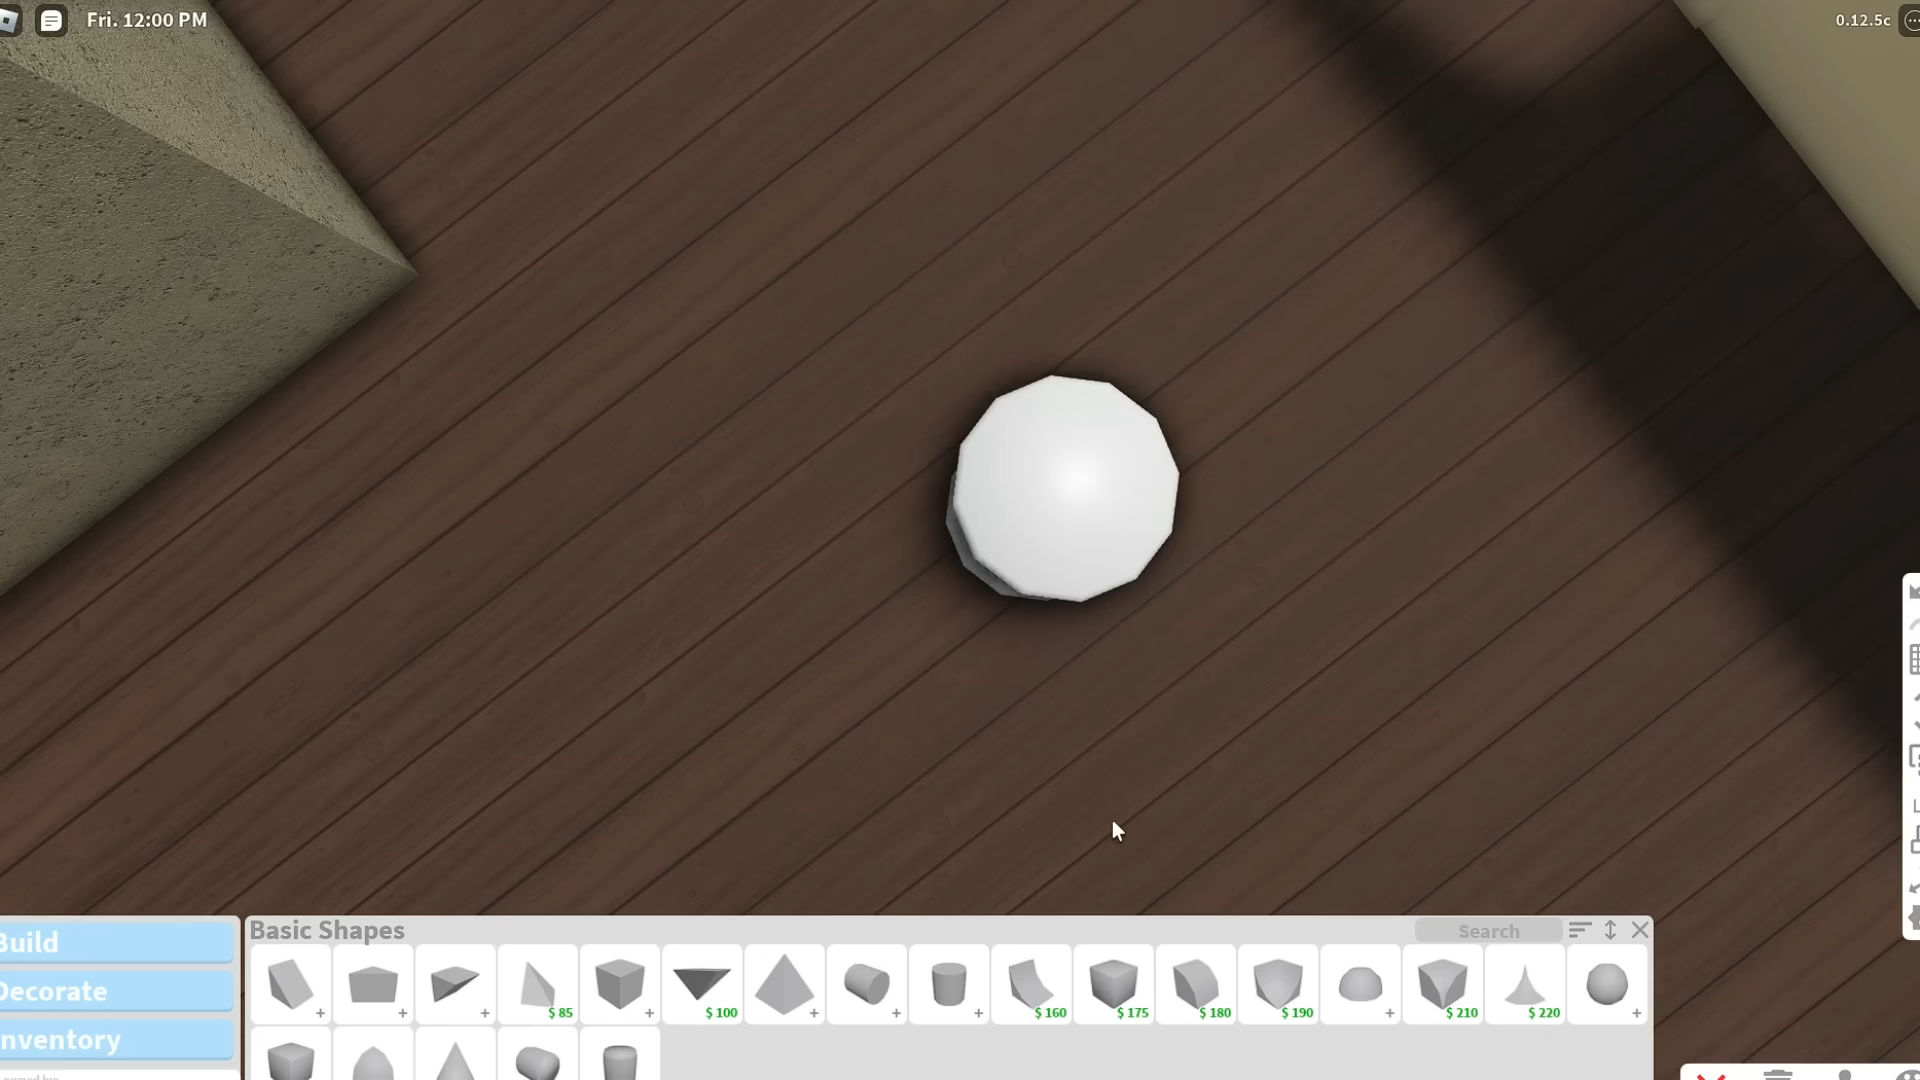 Fri. 12:00 PM
0.12.5c
Build
Decorate
Inventory
Basic Shapes
Search
$ 85
$ 100
$ 160
$ 175
$ 180
$ 190
$ 210
$ 220